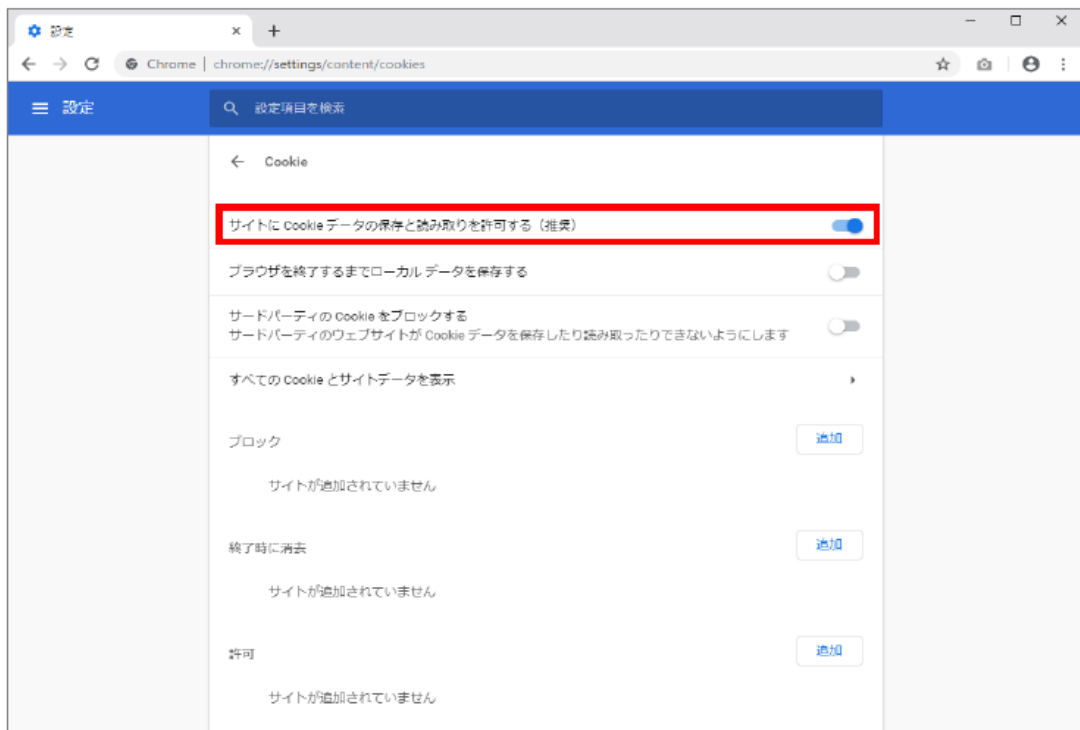 設定
Chrome | chrome://settings/content/cookies
設定
設定項目を検索
Cookie
サイトに Cookie データの保存と読み取りを許可する（推奨）
ブラウザを終了するまでローカル データを保存する
サードパーティの Cookie をブロックする
サードパーティのウェブサイトが Cookie データを保存したり読み取ったりできないようにします
すべての Cookie とサイトデータを表示
ブロック
追加
サイトが追加されていません
終了時に消去
追加
サイトが追加されていません
許可
追加
サイトが追加されていません